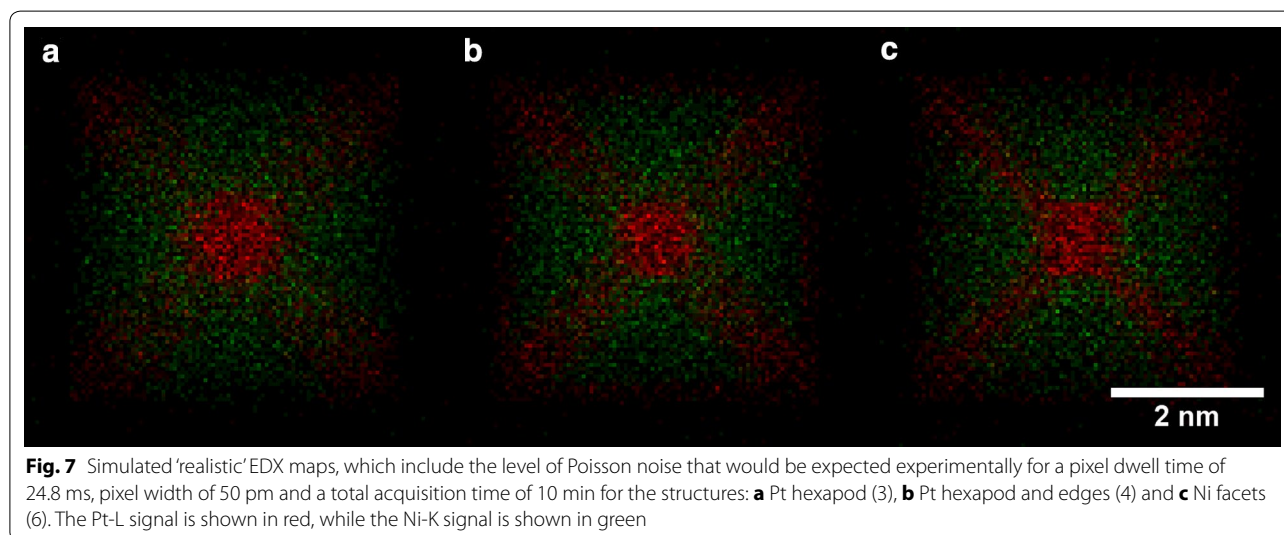 a
b
c
2 nm
Fig. 7 Simulated ‘realistic’ EDX maps, which include the level of Poisson noise that would be expected experimentally for a pixel dwell time of
24.8 ms, pixel width of 50 pm and a total acquisition time of 10 min for the structures: a Pt hexapod (3), b Pt hexapod and edges (4) and c Ni facets
(6). The Pt-L signal is shown in red, while the Ni-K signal is shown in green